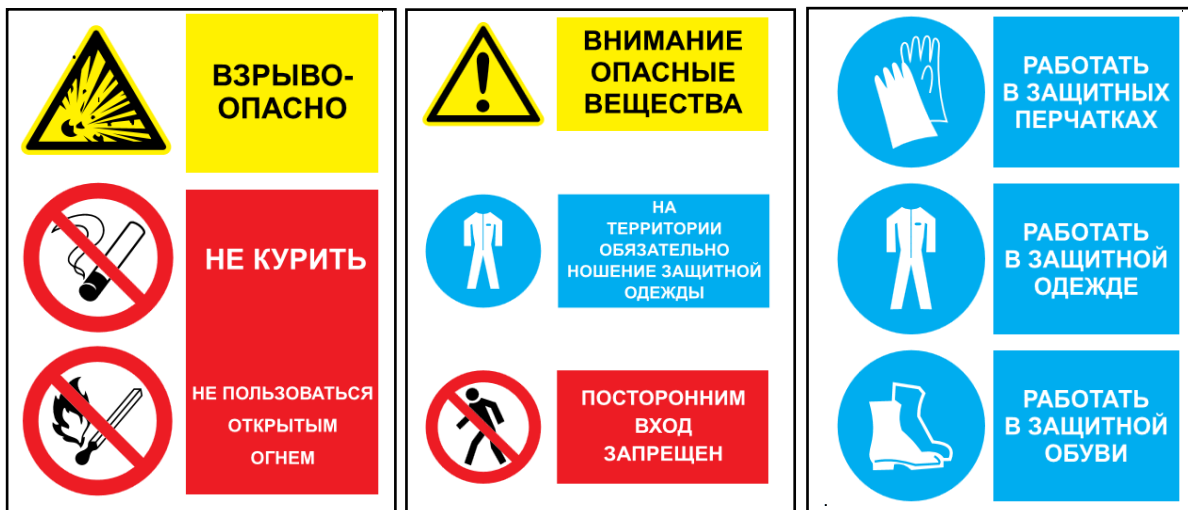 ВЗРЫВО-
ОПАСНО
НЕ КУРИТЬ
НЕ ПОЛЬЗОВАТЬСЯ
ОТКРЫТЫМ
ОГНЕМ
ВНИМАНИЕ
ОПАСНЫЕ
ВЕЩЕСТВА
НА
ТЕРРИТОРИИ
ОБЯЗАТЕЛЬНО
НОШЕНИЕ ЗАЩИТНОЙ
ОДЕЖДЫ
ПОСТОРОННИМ
ВХОД
ЗАПРЕЩЕН
РАБОТАТЬ
В ЗАЩИТНЫХ
ПЕРЧАТКАХ
РАБОТАТЬ
В ЗАЩИТНОЙ
ОДЕЖДЕ
РАБОТАТЬ
В ЗАЩИТНОЙ
ОБУВИ